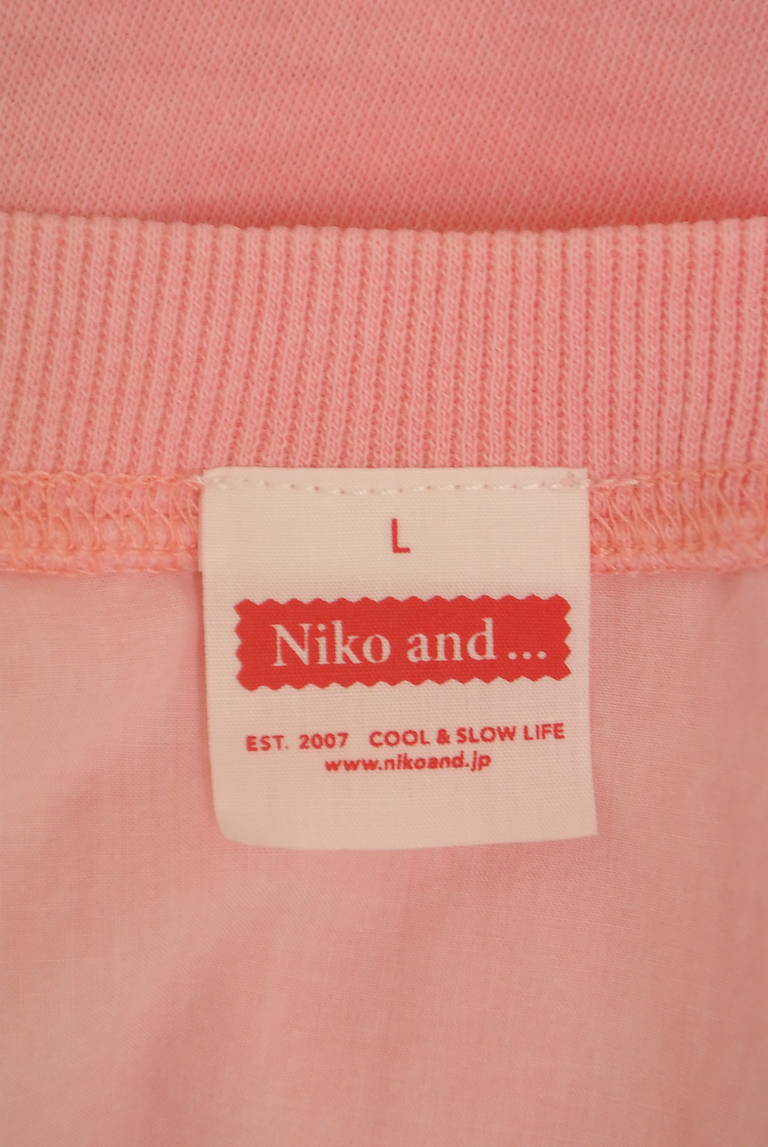 L
Niko and ...
EST. 2007 COOL & SLOW LIFE
www.nikoand.jp